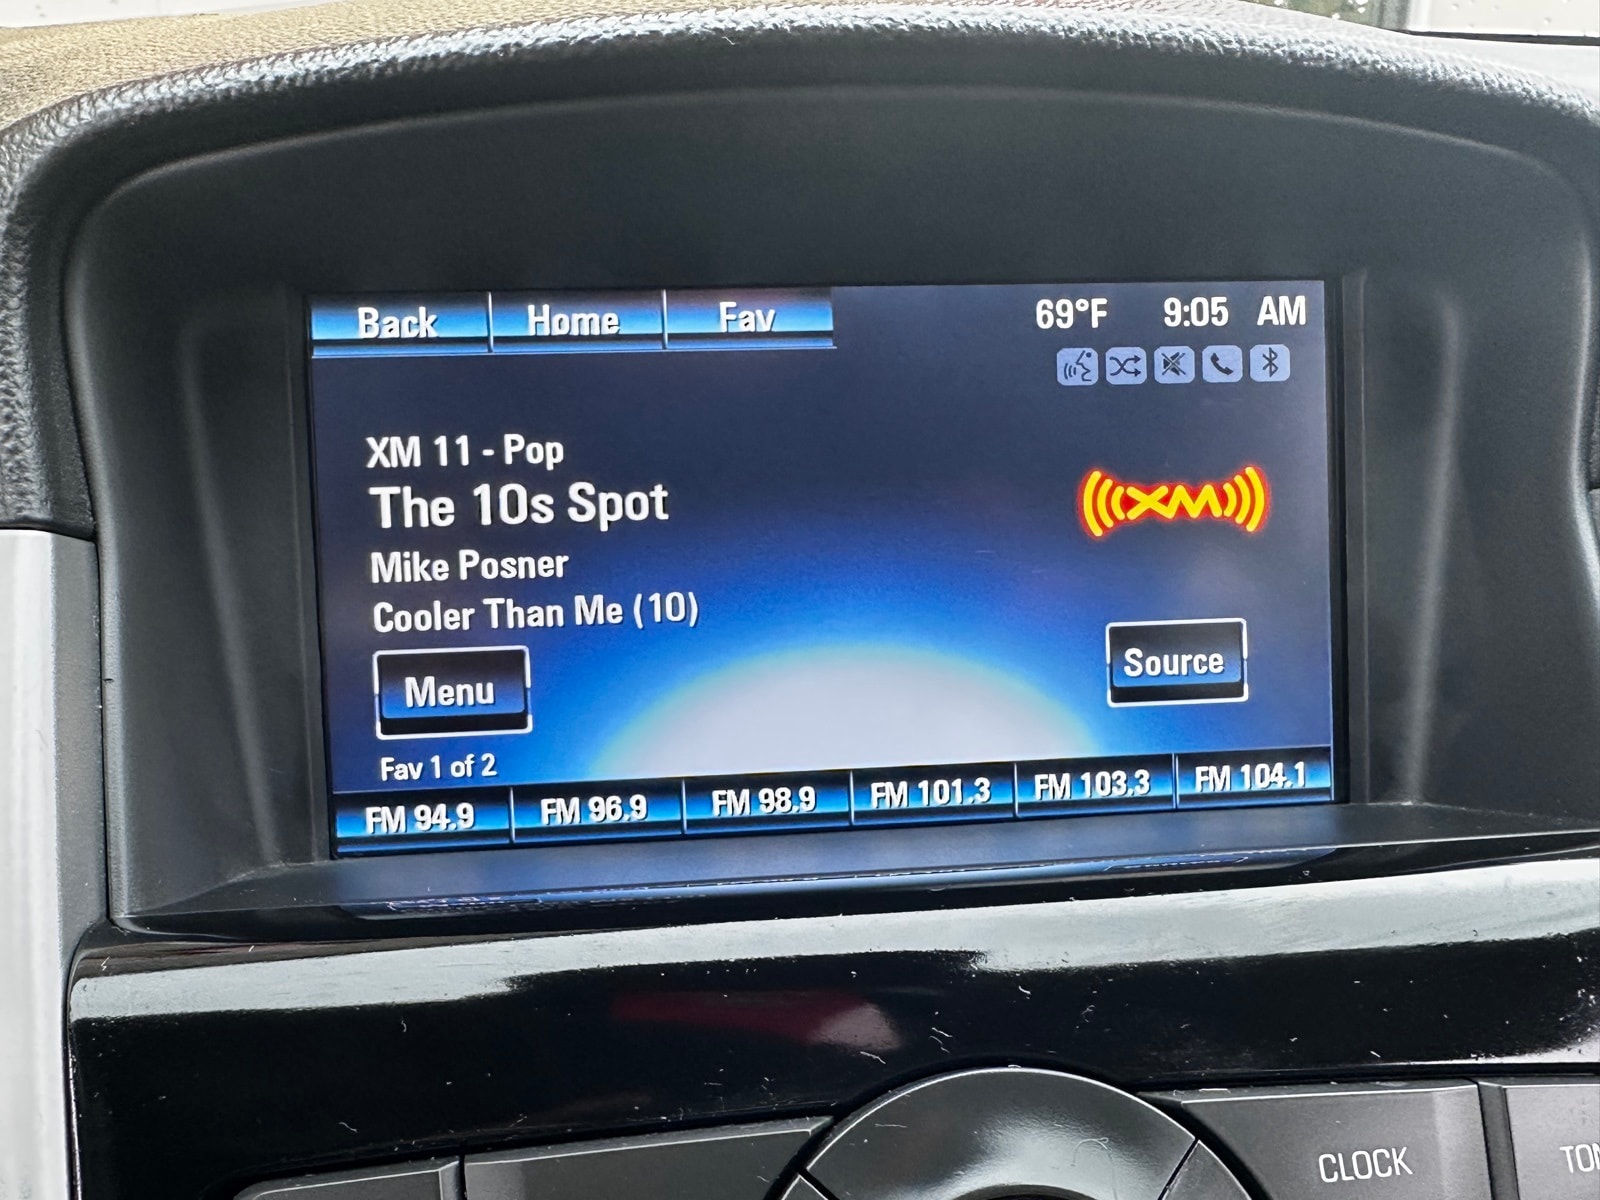 Back Home Fav 69°F 9:05 AM
XM 11 - Pop
The 10s Spot
XM
Mike Posner
Cooler Than Me (10)
Menu
Source
Fav 1 of 2
FM 94.9 FM 96.9 FM 98.9 FM 101.3 FM 103.3 FM 104.1
CLOCK